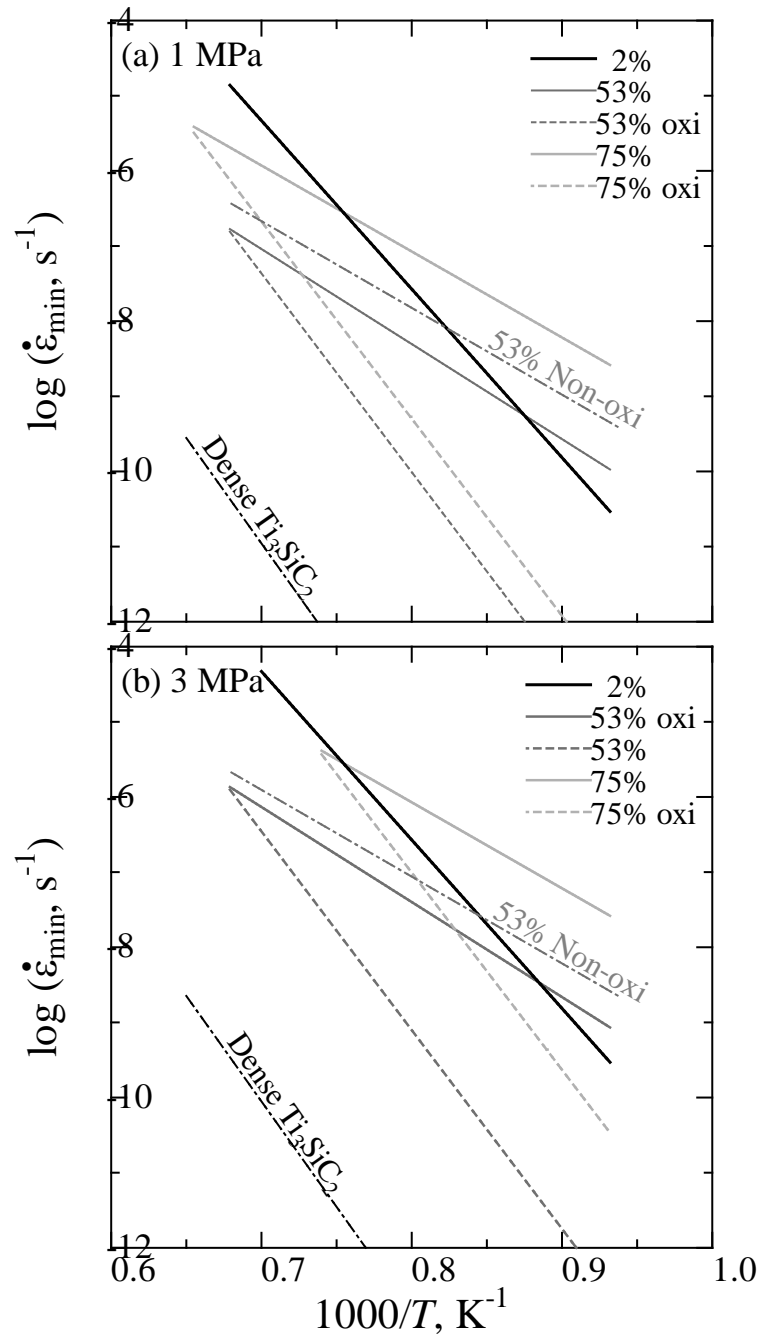 -4
(a) 1 MPa
2%
53%
53% oxi
75%
75% oxi
-6
-8
-10
-12
log (ε̇min, s-1)
53% Non-oxi
Dense Ti3SiC2
-4
(b) 3 MPa
2%
53% oxi
53%
75%
75% oxi
-6
-8
-10
-12
log (ε̇min, s-1)
53% Non-oxi
Dense Ti3SiC2
0.6 0.7 0.8 0.9 1.0
1000/T, K-1